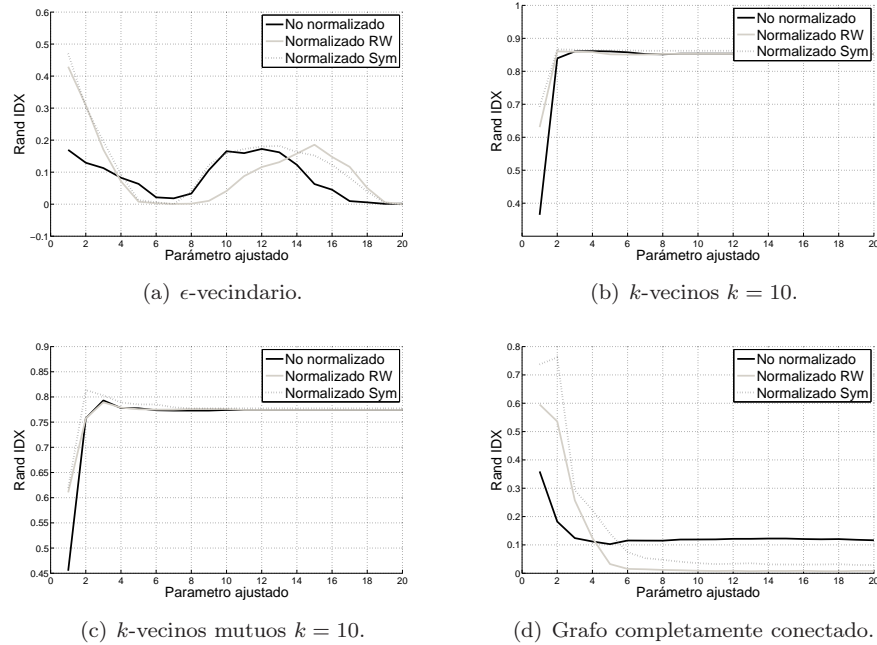 0.6
0.5
0.4
0.3
0.2
0.1
0
−0.1
Rand IDX
2 4 6 8 10 12 14 16 18 20
Parámetro ajustado
No normalizado
Normalizado RW
Normalizado Sym
(a) ϵ-vecindario.
1
0.9
0.8
0.7
0.6
0.5
0.4
Rand IDX
2 4 6 8 10 12 14 16 18 20
Parámetro ajustado
No normalizado
Normalizado RW
Normalizado Sym
(b) k-vecinos k = 10.
0.9
0.85
0.8
0.75
0.7
0.65
0.6
0.55
0.5
0.45
Rand IDX
2 4 6 8 10 12 14 16 18 20
Parametro ajustado
No normalizado
Normalizado RW
Normalizado Sym
(c) k-vecinos mutuos k = 10.
0.8
0.7
0.6
0.5
0.4
0.3
0.2
0.1
0
Rand IDX
2 4 6 8 10 12 14 16 18 20
Parámetro ajustado
No normalizado
Normalizado RW
Normalizado Sym
(d) Grafo completamente conectado.